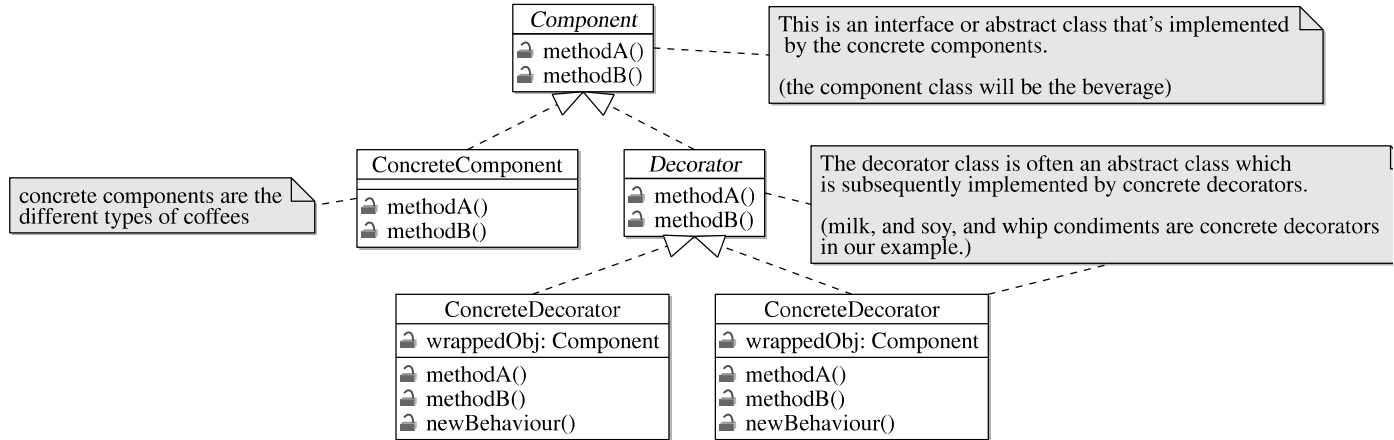 Component
methodA()
methodB()
This is an interface or abstract class that's implemented
by the concrete components.
(the component class will be the beverage)
concrete components are the
different types of coffees
ConcreteComponent
methodA()
methodB()
Decorator
methodA()
methodB()
The decorator class is often an abstract class which
is subsequently implemented by concrete decorators.
(milk, and soy, and whip condiments are concrete decorators
in our example.)
ConcreteDecorator
wrappedObj: Component
methodA()
methodB()
newBehaviour()
ConcreteDecorator
wrappedObj: Component
methodA()
methodB()
newBehaviour()